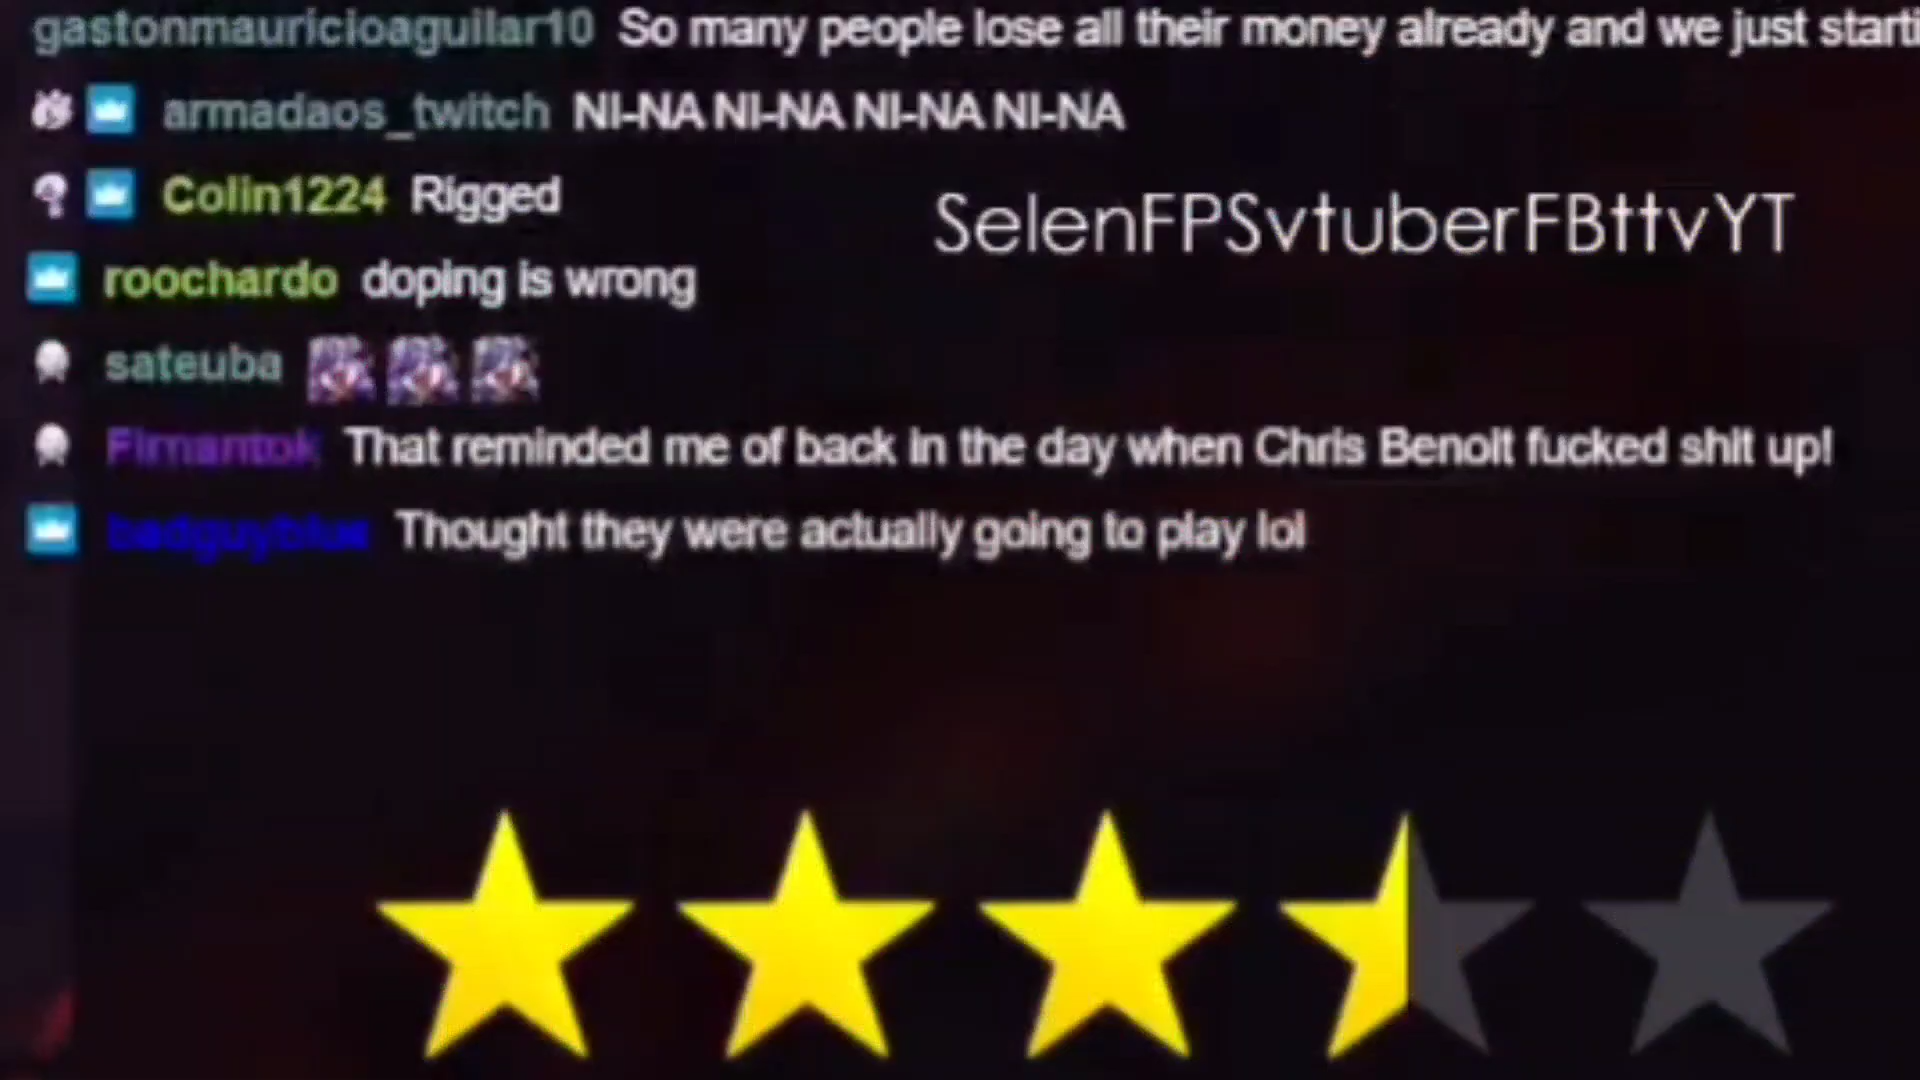 gastonmauricioaguilar10 So many people lose all their money already and we just starti
armadaos_twitch NI-NA NI-NA NI-NA NI-NA
Colin1224 Rigged
SelenFPSvtuberFBttvYT
roochardo doping is wrong
sateuba
Firnantok That reminded me of back in the day when Chris Benoit fucked shit up!
badguyblue Thought they were actually going to play lol